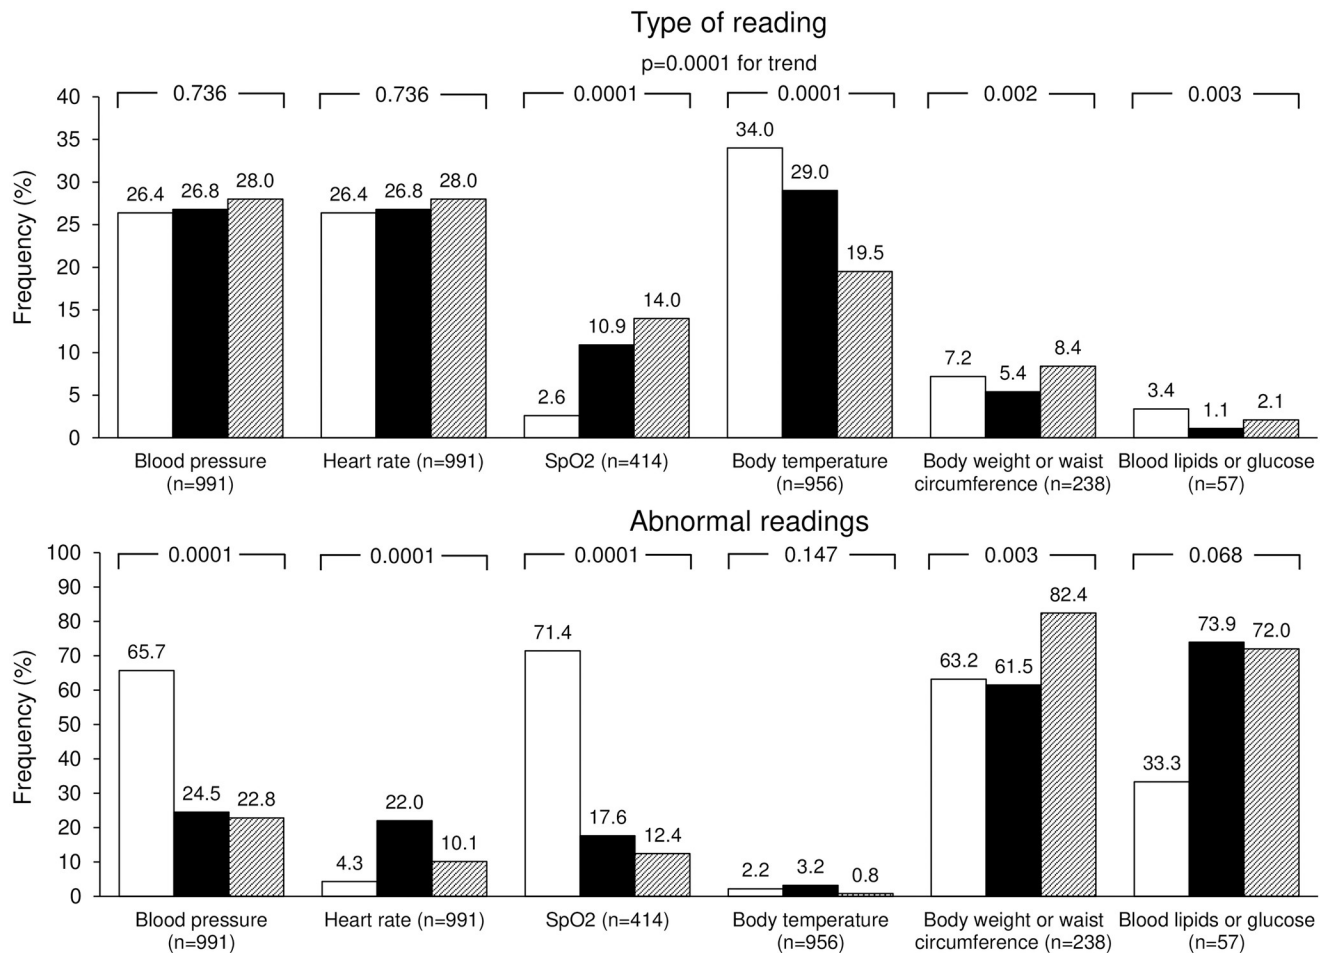 Type of reading
p=0.0001 for trend
0.736 0.736 0.0001 0.0001 0.002 0.003
Frequency (%)
40
35
30
25
20
15
10
5
0
26.4 26.8 28.0
26.4 26.8 28.0
2.6 10.9 14.0
34.0 29.0 19.5
7.2 5.4 8.4
3.4 1.1 2.1
Blood pressure
(n=991)
Heart rate (n=991)
SpO2 (n=414)
Body temperature
(n=956)
Body weight or waist
circumference (n=238)
Blood lipids or glucose
(n=57)
Abnormal readings
0.0001 0.0001 0.0001 0.147 0.003 0.068
Frequency (%)
100
90
80
70
60
50
40
30
20
10
0
65.7 24.5 22.8
4.3 22.0 10.1
71.4 17.6 12.4
2.2 3.2 0.8
63.2 61.5 82.4
33.3 73.9 72.0
Blood pressure
(n=991)
Heart rate (n=991)
SpO2 (n=414)
Body temperature
(n=956)
Body weight or waist
circumference (n=238)
Blood lipids or glucose
(n=57)